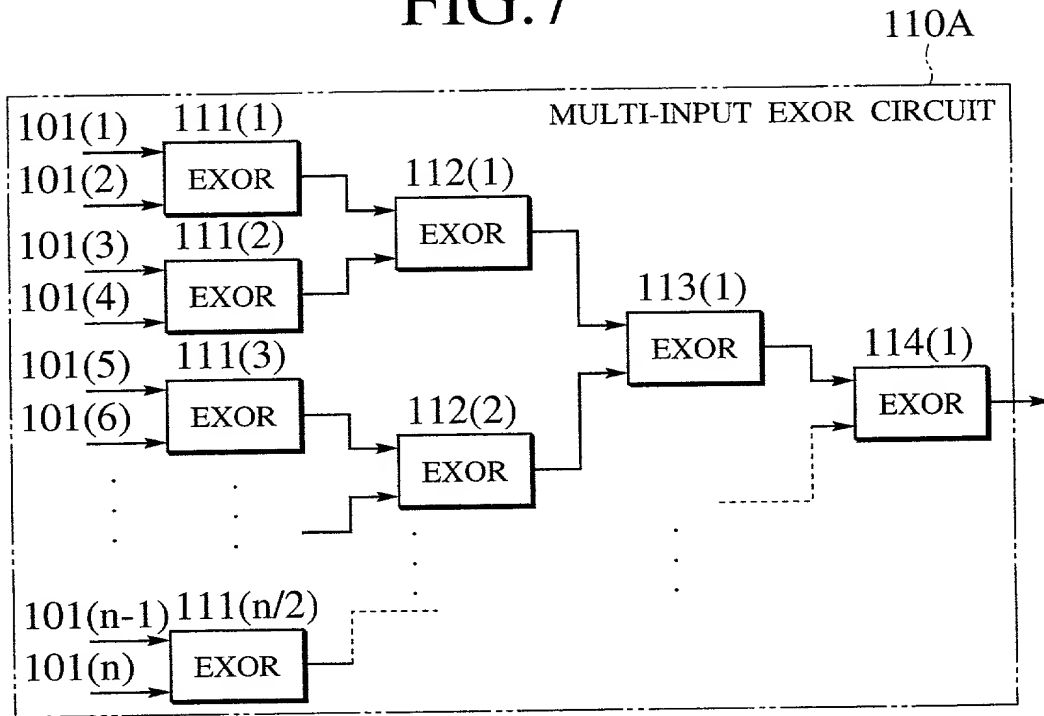 FIG. 7
110A
MULTI-INPUT EXOR CIRCUIT
101(1)
111(1)
101(2)
EXOR
112(1)
EXOR
101(3)
111(2)
101(4)
EXOR
113(1)
EXOR
114(1)
EXOR
101(5)
111(3)
101(6)
EXOR
112(2)
EXOR
101(n-1)
111(n/2)
101(n)
EXOR